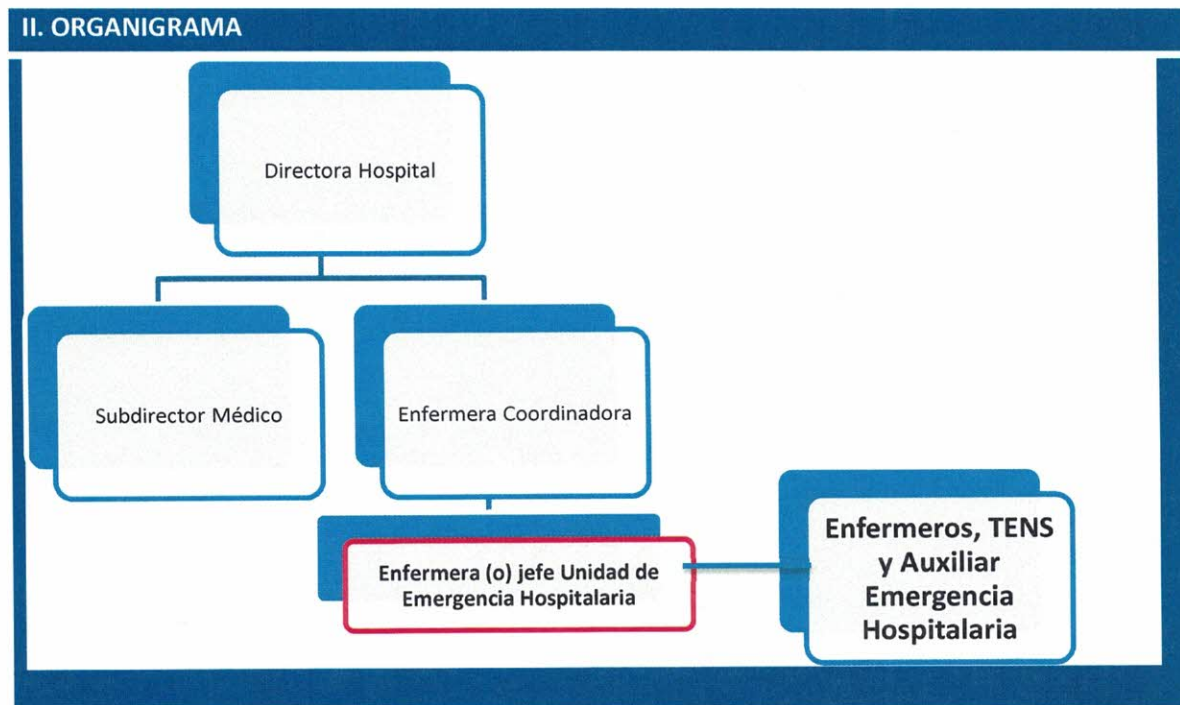 II. ORGANIGRAMA
Directora Hospital
Subdirector Médico
Enfermera Coordinadora
Enfermera (o) jefe Unidad de
Emergencia Hospitalaria
Enfermeros, TENS
y Auxiliar
Emergencia
Hospitalaria